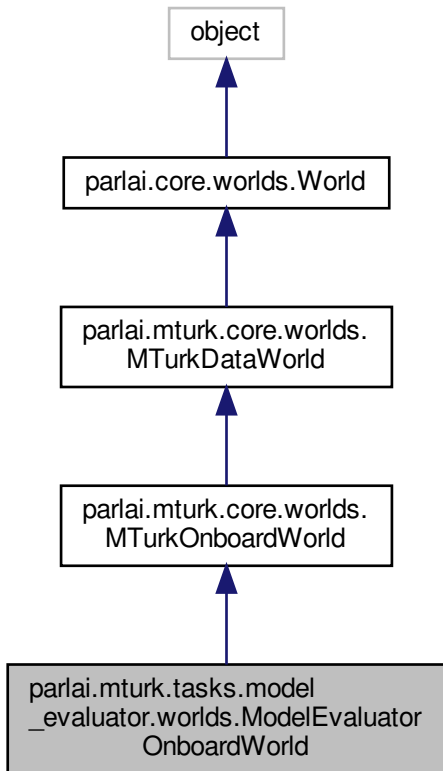 object
parlai.core.worlds.World
parlai.mturk.core.worlds.
MTurkDataWorld
parlai.mturk.core.worlds.
MTurkOnboardWorld
parlai.mturk.tasks.model
_evaluator.worlds.ModelEvaluator
OnboardWorld